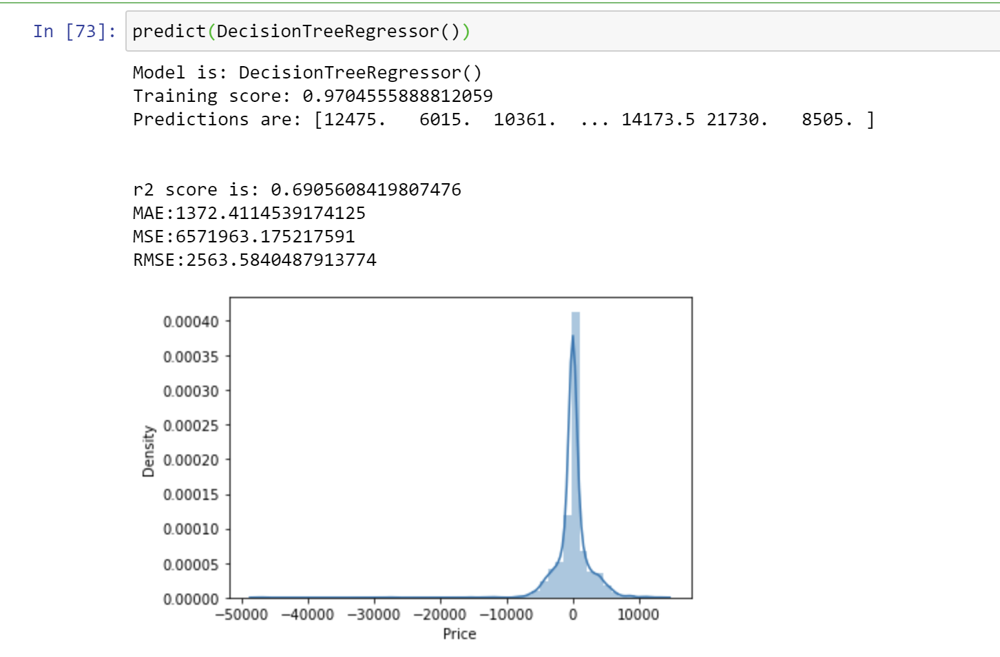 In [73]: predict(DecisionTreeRegressor())
Model is: DecisionTreeRegressor()
Training score: 0.9704555888812059
Predictions are: [12475.   6015.  10361.  ... 14173.5 21730.   8505. ]
r2 score is: 0.6905608419807476
MAE:1372.4114539174125
MSE:6571963.175217591
RMSE:2563.5840487913774
0.00040
0.00035
0.00030
0.00025
0.00020
0.00015
0.00010
0.00005
0.00000
Density
−50000 −40000 −30000 −20000 −10000 0 10000
Price